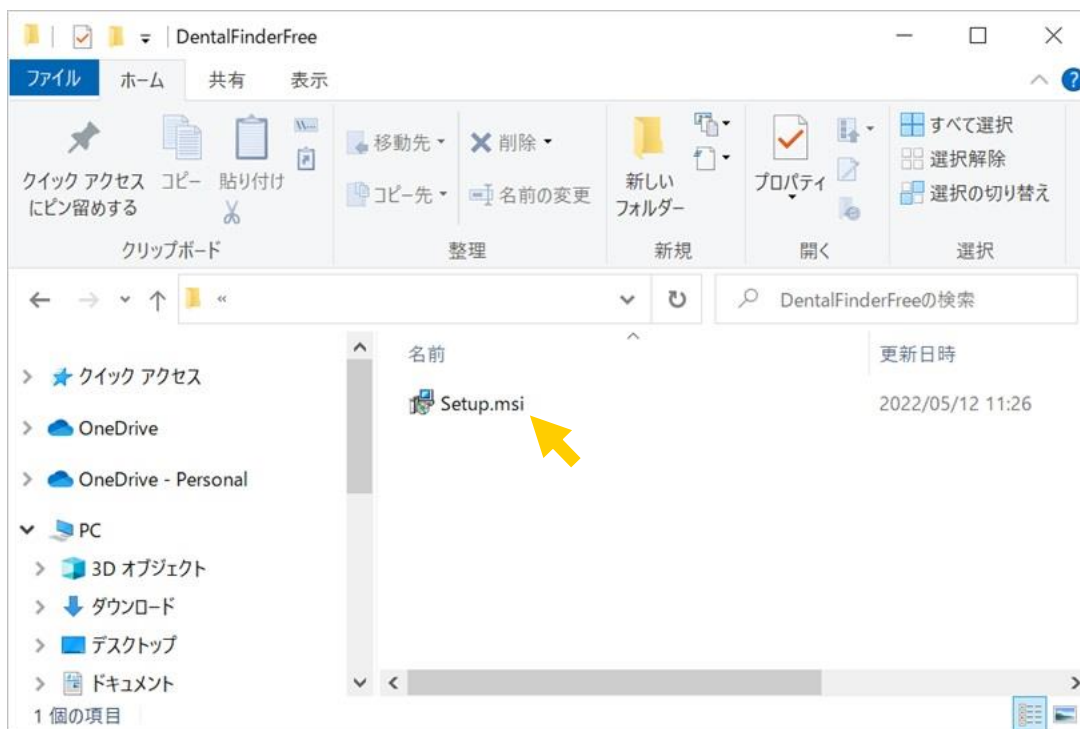 DentalFinderFree
ファイル ホーム 共有 表示
クイック アクセス
にピン留めする
コピー
貼り付け
クリップボード
移動先
コピー先
削除
名前の変更
整理
新しい
フォルダー
新規
プロパティ
開く
すべて選択
選択解除
選択の切り替え
選択
«
DentalFinderFreeの検索
名前 更新日時
Setup.msi 2022/05/12 11:26
クイック アクセス
OneDrive
OneDrive - Personal
PC
3D オブジェクト
ダウンロード
デスクトップ
ドキュメント
1 個の項目